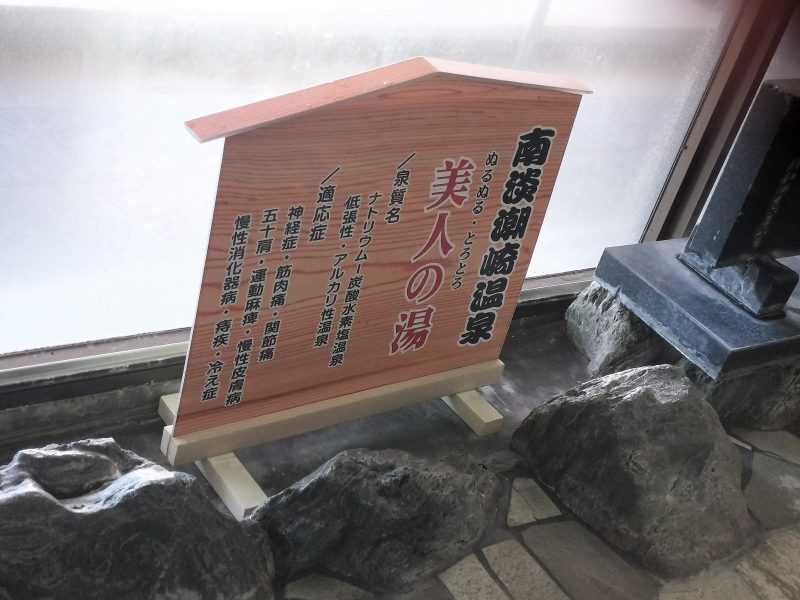 南淡潮崎温泉
ぬるぬる・とろとろ
美人の湯
／泉質名
ナトリウムー炭酸水素塩温泉
低張性・アルカリ性温泉
／適応症
神経症・筋肉痛・関節痛
五十肩・運動麻痺・慢性皮膚病
慢性消化器病・痔疾・冷え症